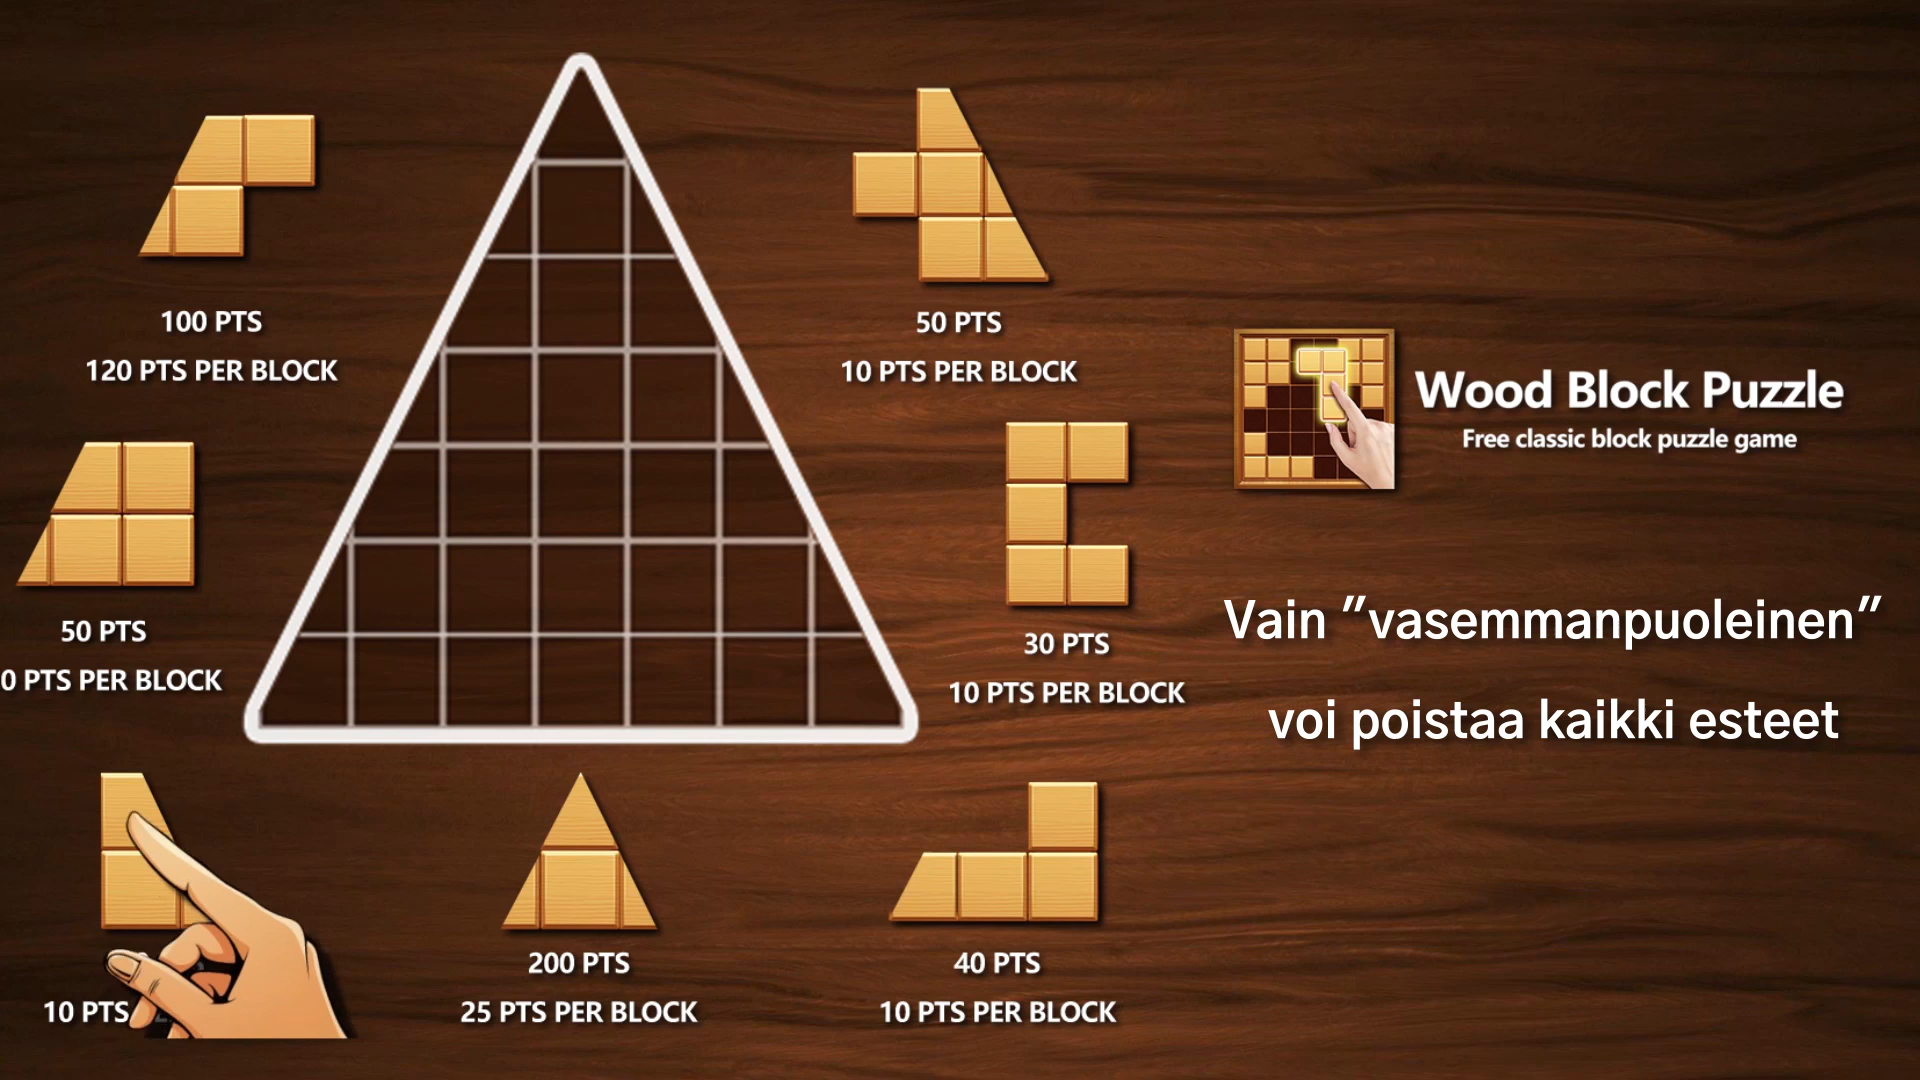 100 PTS
120 PTS PER BLOCK
50 PTS
10 PTS PER BLOCK
Wood Block Puzzle
Free classic block puzzle game
50 PTS
0 PTS PER BLOCK
30 PTS
10 PTS PER BLOCK
Vain "vasemmanpuoleinen"
voi poistaa kaikki esteet
10 PTS
200 PTS
25 PTS PER BLOCK
40 PTS
10 PTS PER BLOCK